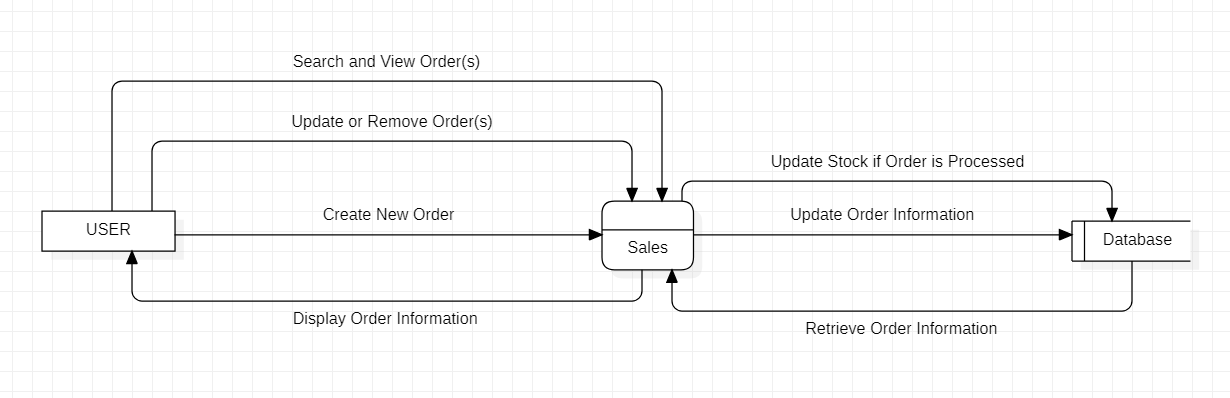 Search and View Order(s)
Update or Remove Order(s)
Update Stock if Order is Processed
Create New Order
Update Order Information
USER
Sales
Database
Display Order Information
Retrieve Order Information